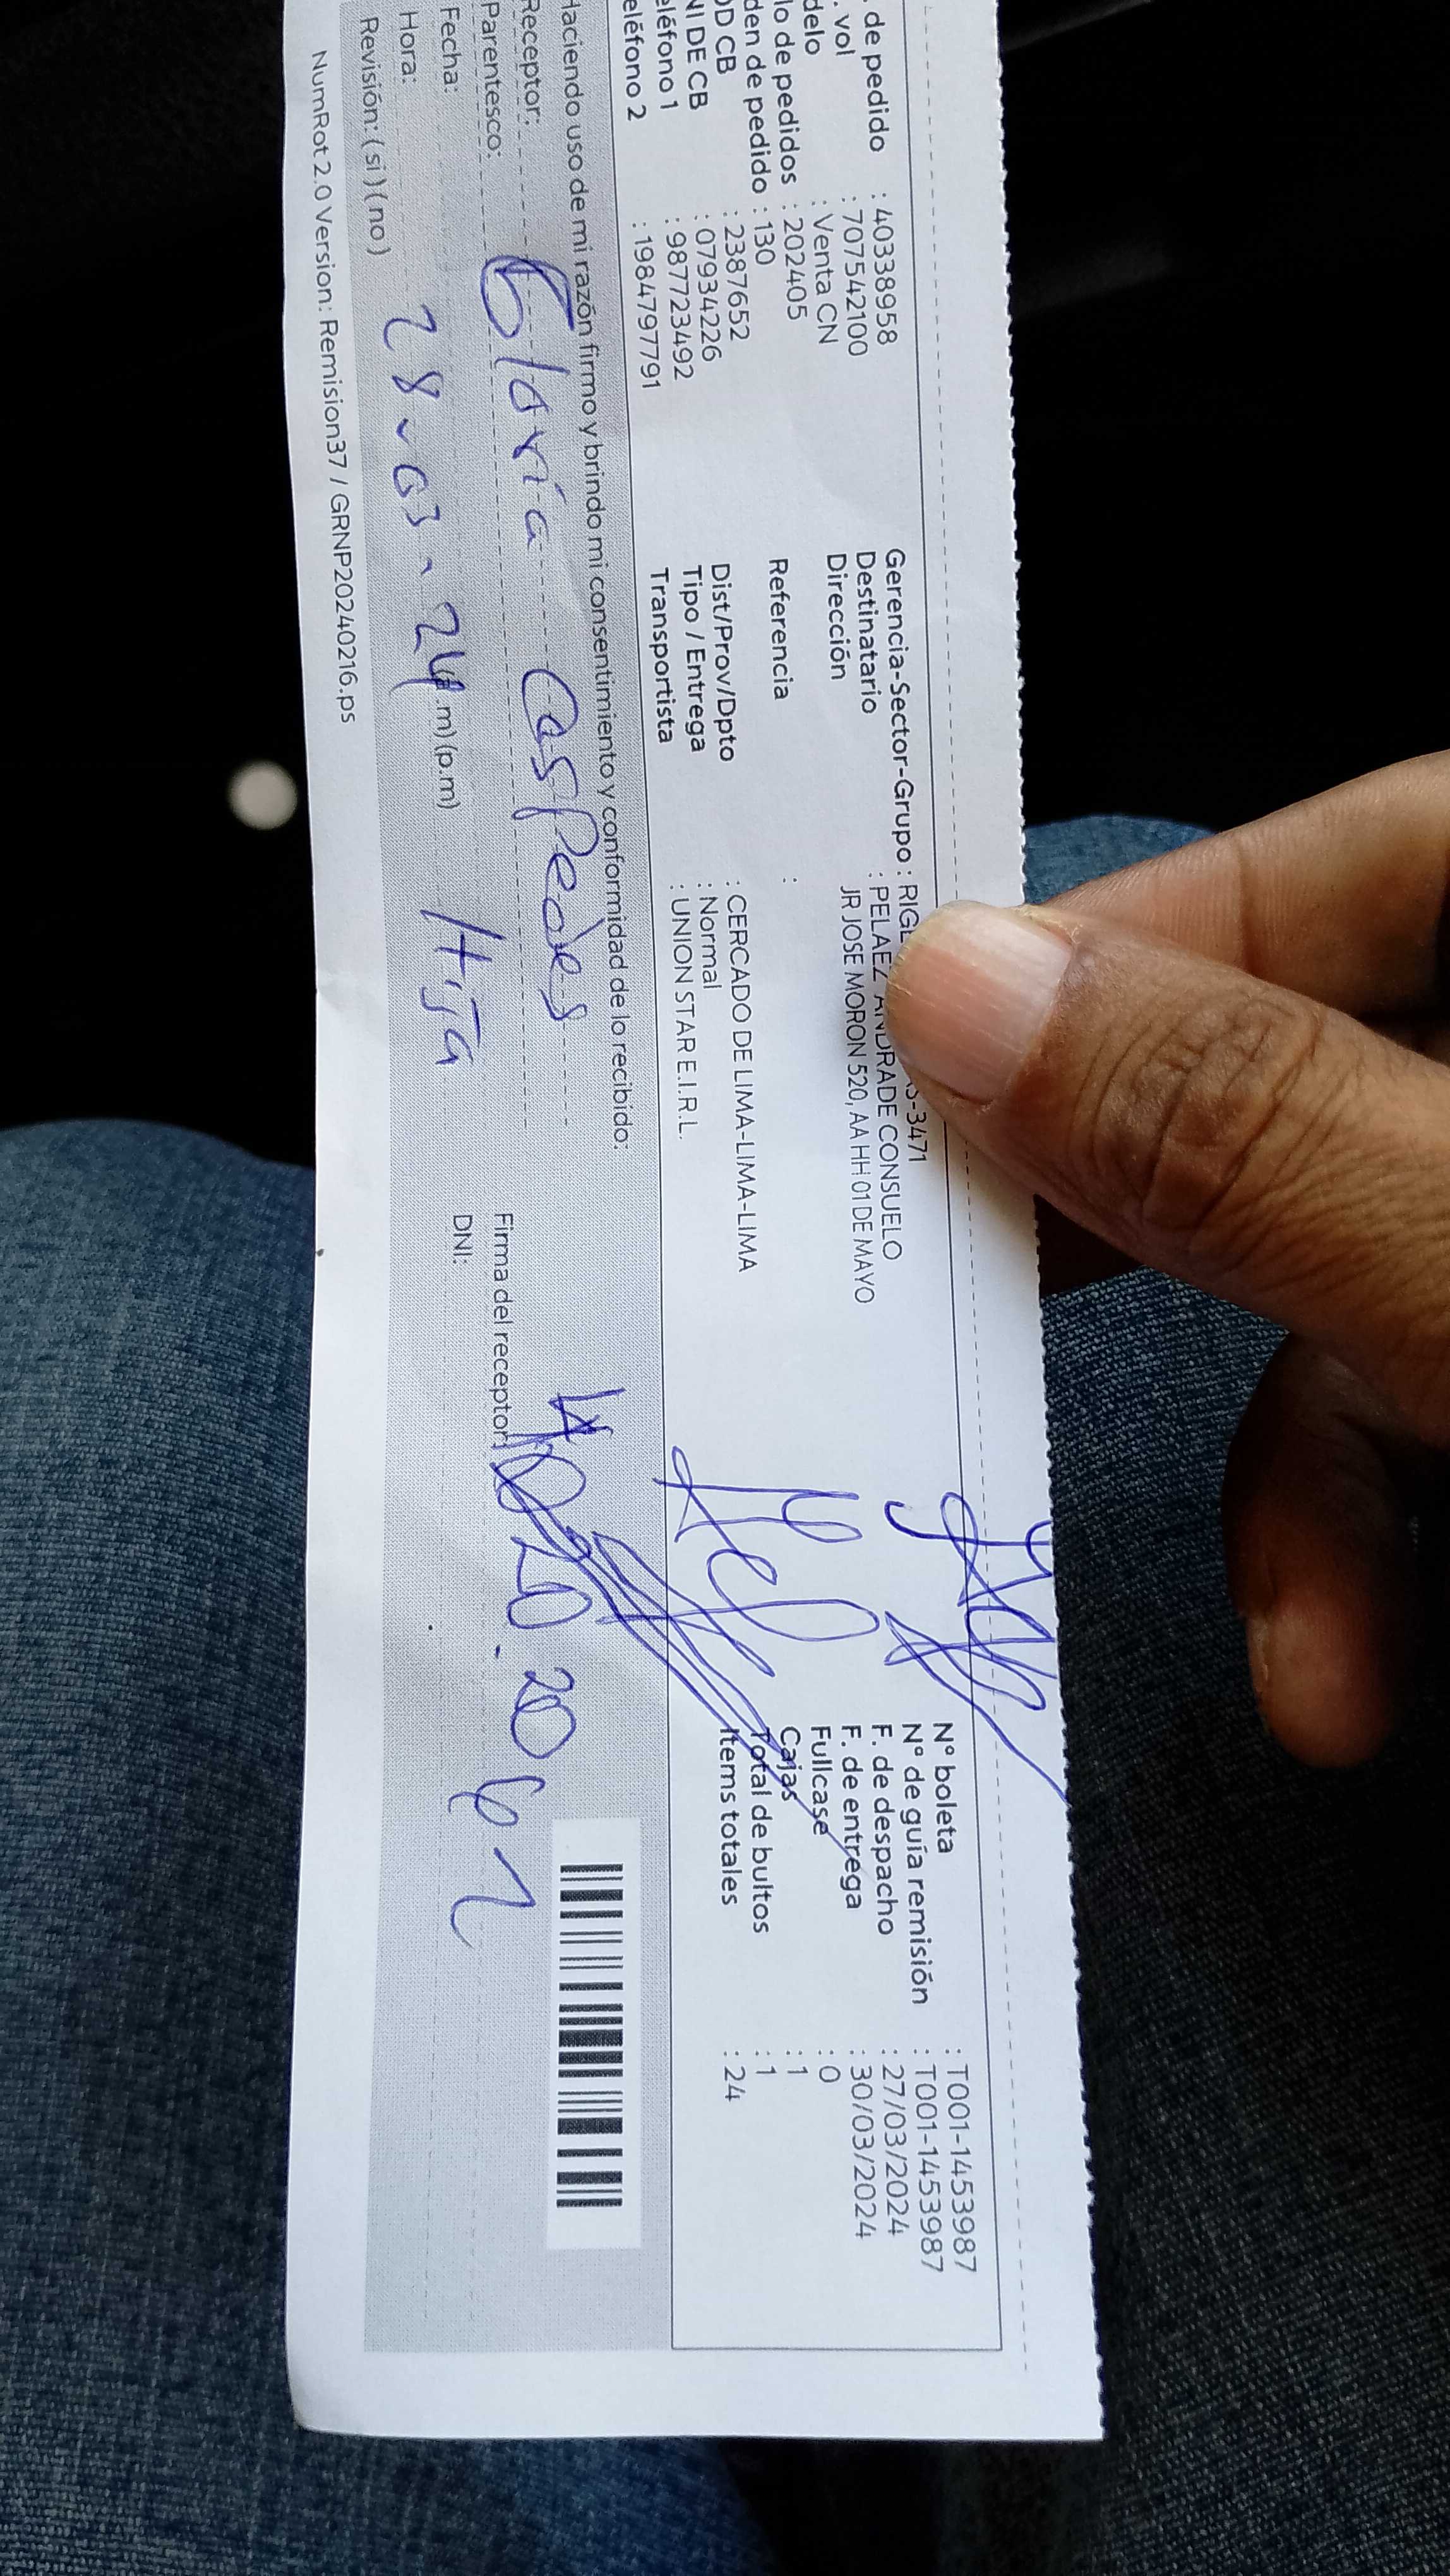 . de pedido : 40338958
. vol : 707542100
delo : Venta CN
lo de pedidos : 202405
den de pedido : 130
OD CB : 2387652
NI DE CB : 07934226
eléfono 1 : 987723492
eléfono 2 : 1984797791
Gerencia-Sector-Grupo : RIGL S-3471
Destinatario : PELAEZ ANDRADE CONSUELO
Dirección JR JOSE MORON 520, AA HH 01 DE MAYO
Referencia :
Dist/Prov/Dpto : CERCADO DE LIMA-LIMA-LIMA
Tipo / Entrega : Normal
Transportista : UNION STAR E.I.R.L.
N° boleta : T001-1453987
N° de guía remisión : T001-1453987
F. de despacho : 27/03/2024
F. de entrega : 30/03/2024
Fullcase : 0
Cajas : 1
Total de bultos : 1
Items totales : 24
Haciendo uso de mi razón firmo y brindo mi consentimiento y conformidad de lo recibido:
Receptor: Gloria Cespedes
Parentesco: Hija
Fecha: 28-03-24
Hora: .m) (p.m)
Revisión: ( si ) ( no )
Firma del receptor:
DNI:
NumRot 2.0 Version: Remision37 / GRNP20240216.ps